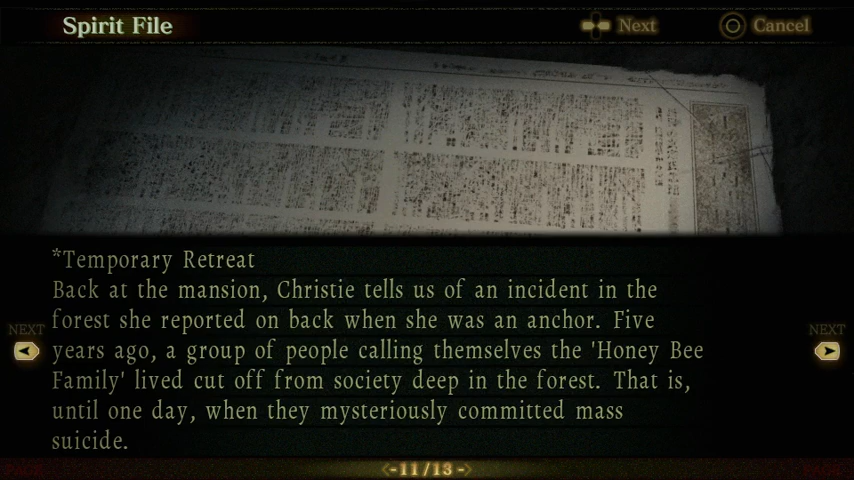 Spirit File
Next
Cancel
*Temporary Retreat
Back at the mansion, Christie tells us of an incident in the
forest she reported on back when she was an anchor. Five
years ago, a group of people calling themselves the 'Honey Bee
Family' lived cut off from society deep in the forest. That is,
until one day, when they mysteriously committed mass
suicide.
NEXT
NEXT
PAGE
-11/13-
PAGE